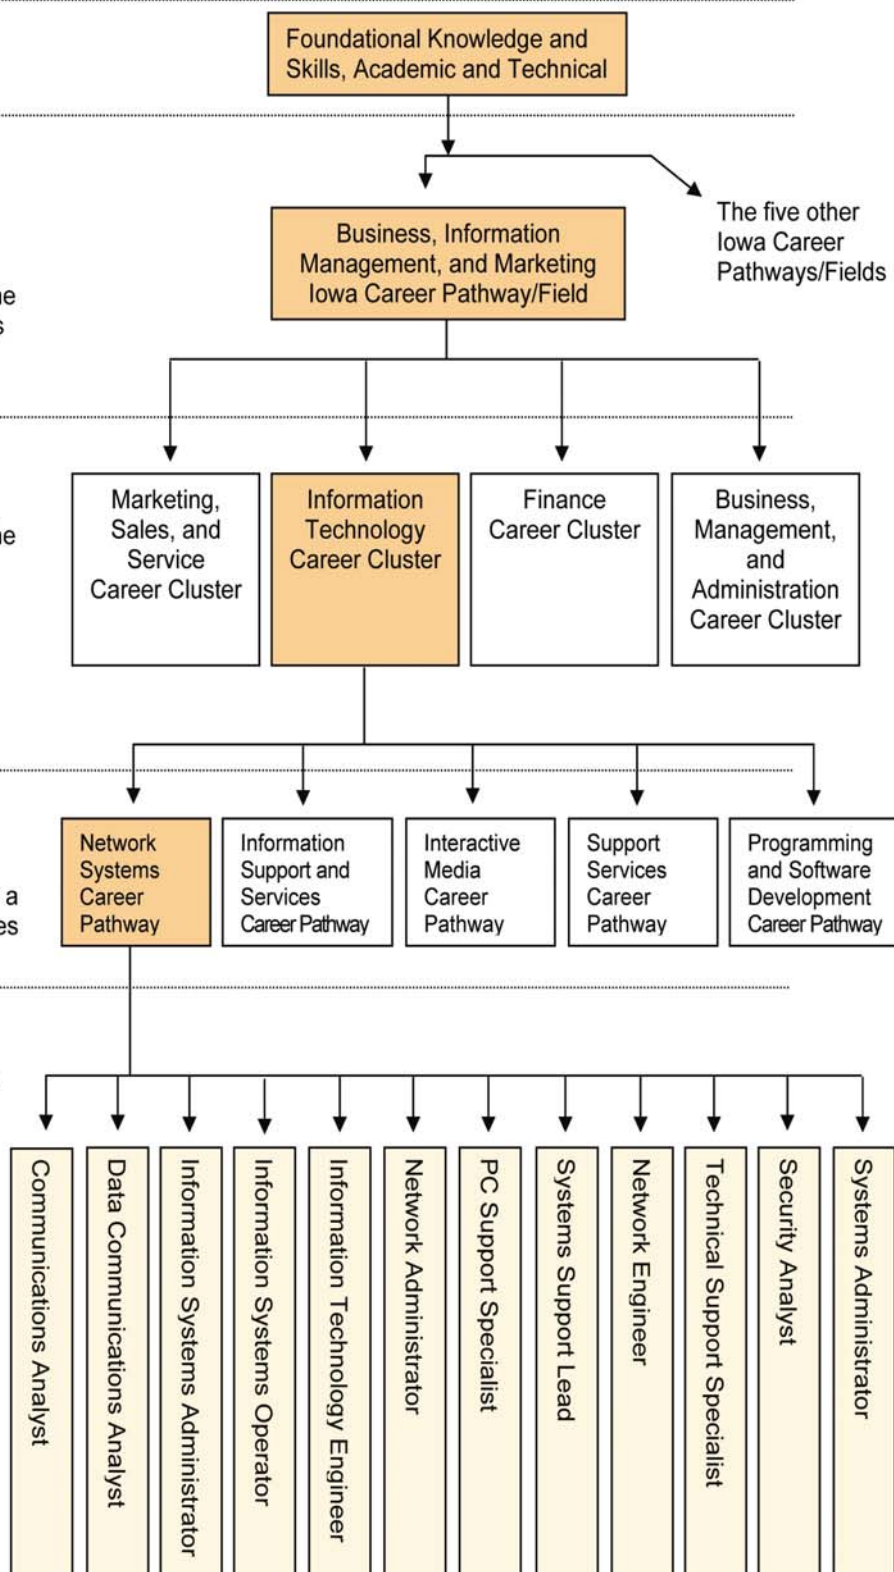 Foundational Knowledge and
Skills, Academic and Technical
The five other
Iowa Career
Pathways/Fields
Business, Information
Management, and Marketing
Iowa Career Pathway/Field
Marketing,
Sales, and
Service
Career Cluster
Information
Technology
Career Cluster
Finance
Career Cluster
Business,
Management,
and
Administration
Career Cluster
Network
Systems
Career
Pathway
Information
Support and
Services
Career Pathway
Interactive
Media
Career
Pathway
Support
Services
Career
Pathway
Programming
and Software
Development
Career Pathway
a
Communications Analyst
Data Communications Analyst
Information Systems Administrator
Information Systems Operator
Information Technology Engineer
Network Administrator
PC Support Specialist
Systems Support Lead
Network Engineer
Technical Support Specialist
Security Analyst
Systems Administrator